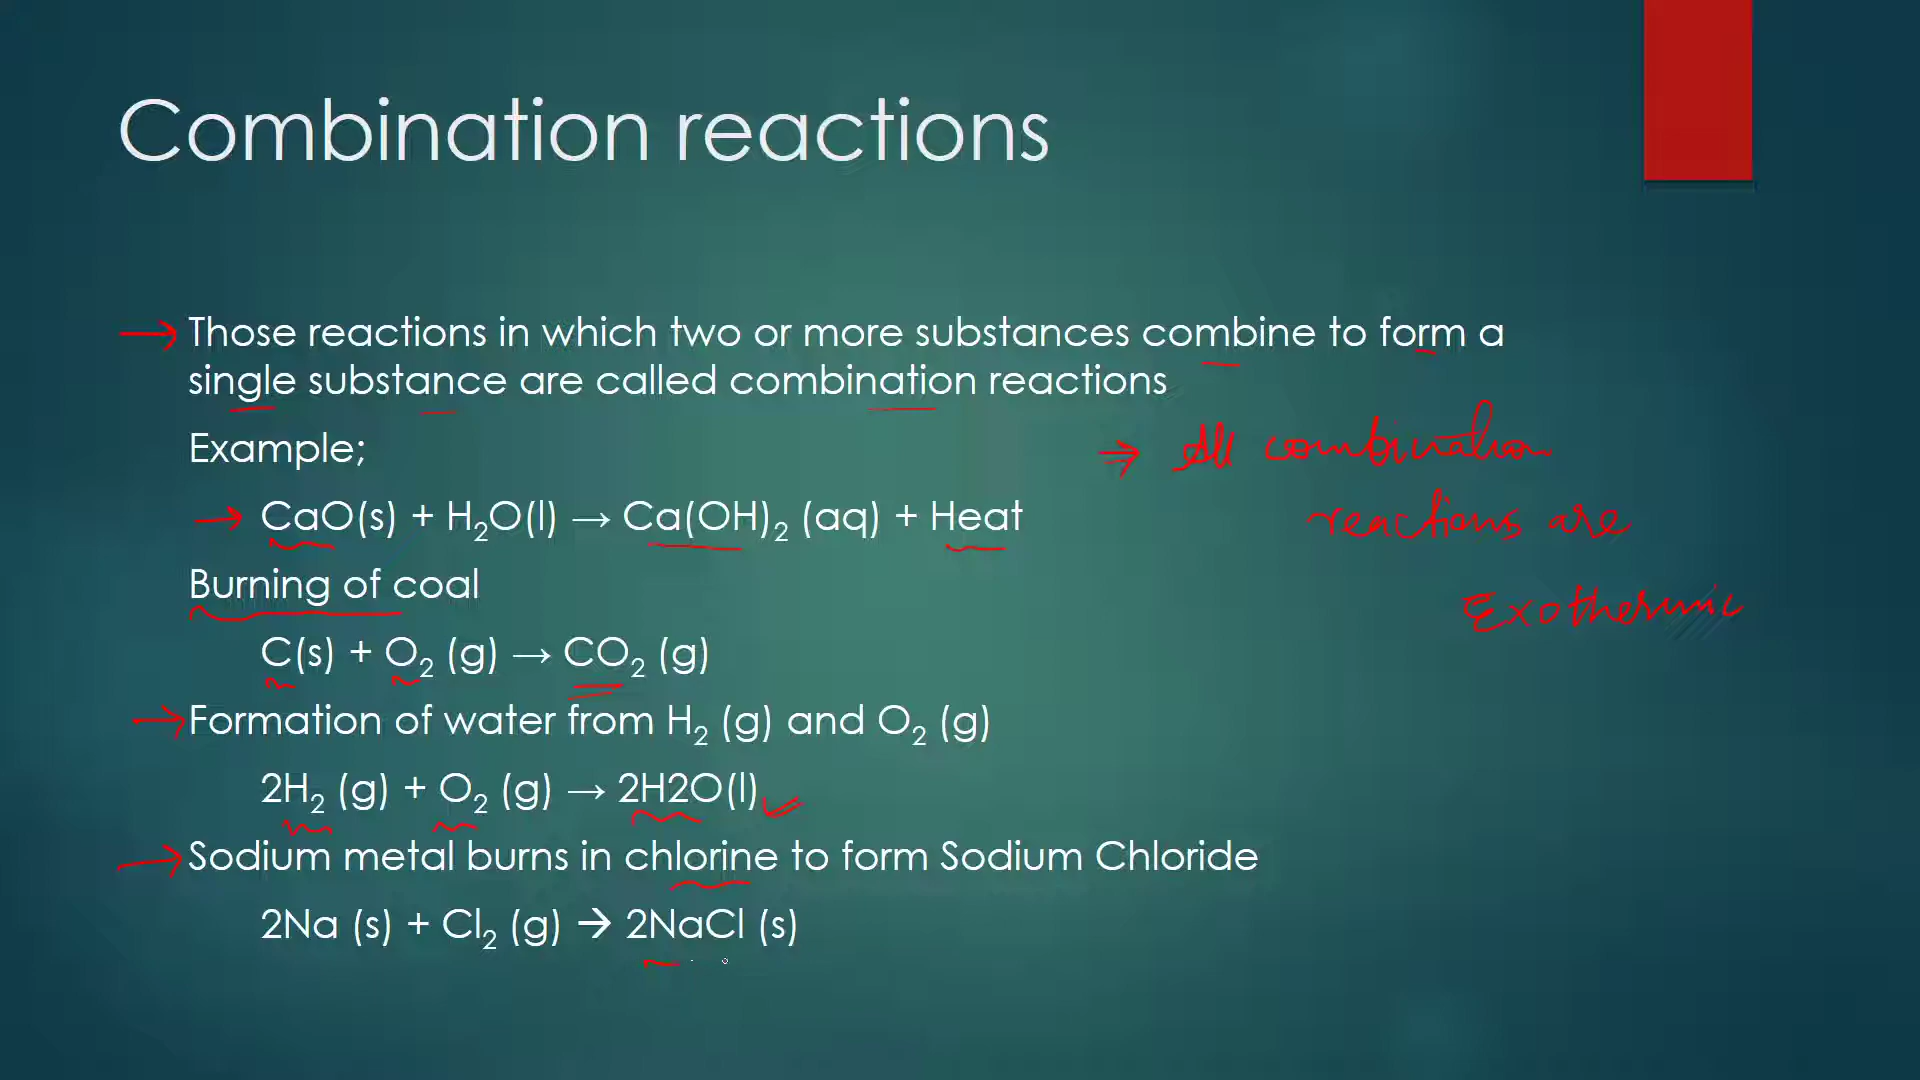 Combination reactions
Those reactions in which two or more substances combine to form a
single substance are called combination reactions
Example;
→ All combination
CaO(s) + H₂O(l) → Ca(OH)₂ (aq) + Heat
reactions are
Burning of coal
Exothermic
C(s) + O₂ (g) → CO₂ (g)
Formation of water from H₂ (g) and O₂ (g)
2H₂ (g) + O₂ (g) → 2H2O(l)
Sodium metal burns in chlorine to form Sodium Chloride
2Na (s) + Cl₂ (g) → 2NaCl (s)